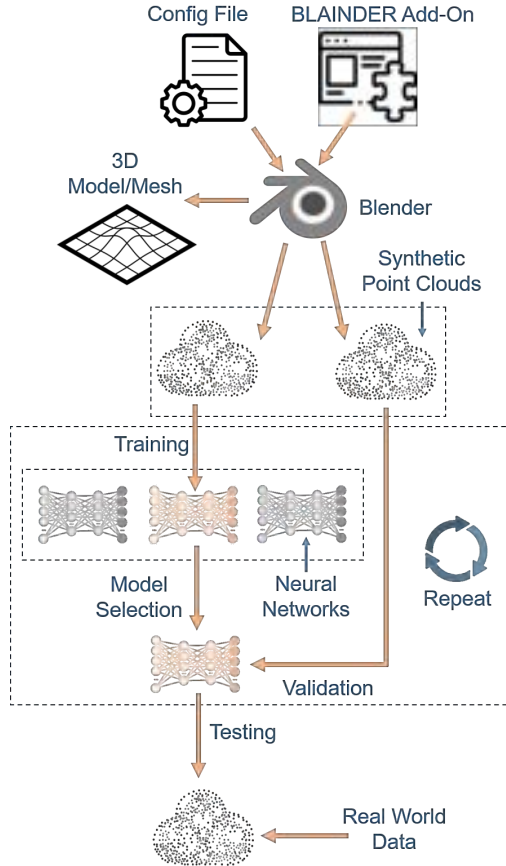 Config File
BLAINDER Add-On
3D
Model/Mesh
Blender
Synthetic
Point Clouds
Training
Model
Selection
Neural
Networks
Repeat
Validation
Testing
Real World
Data